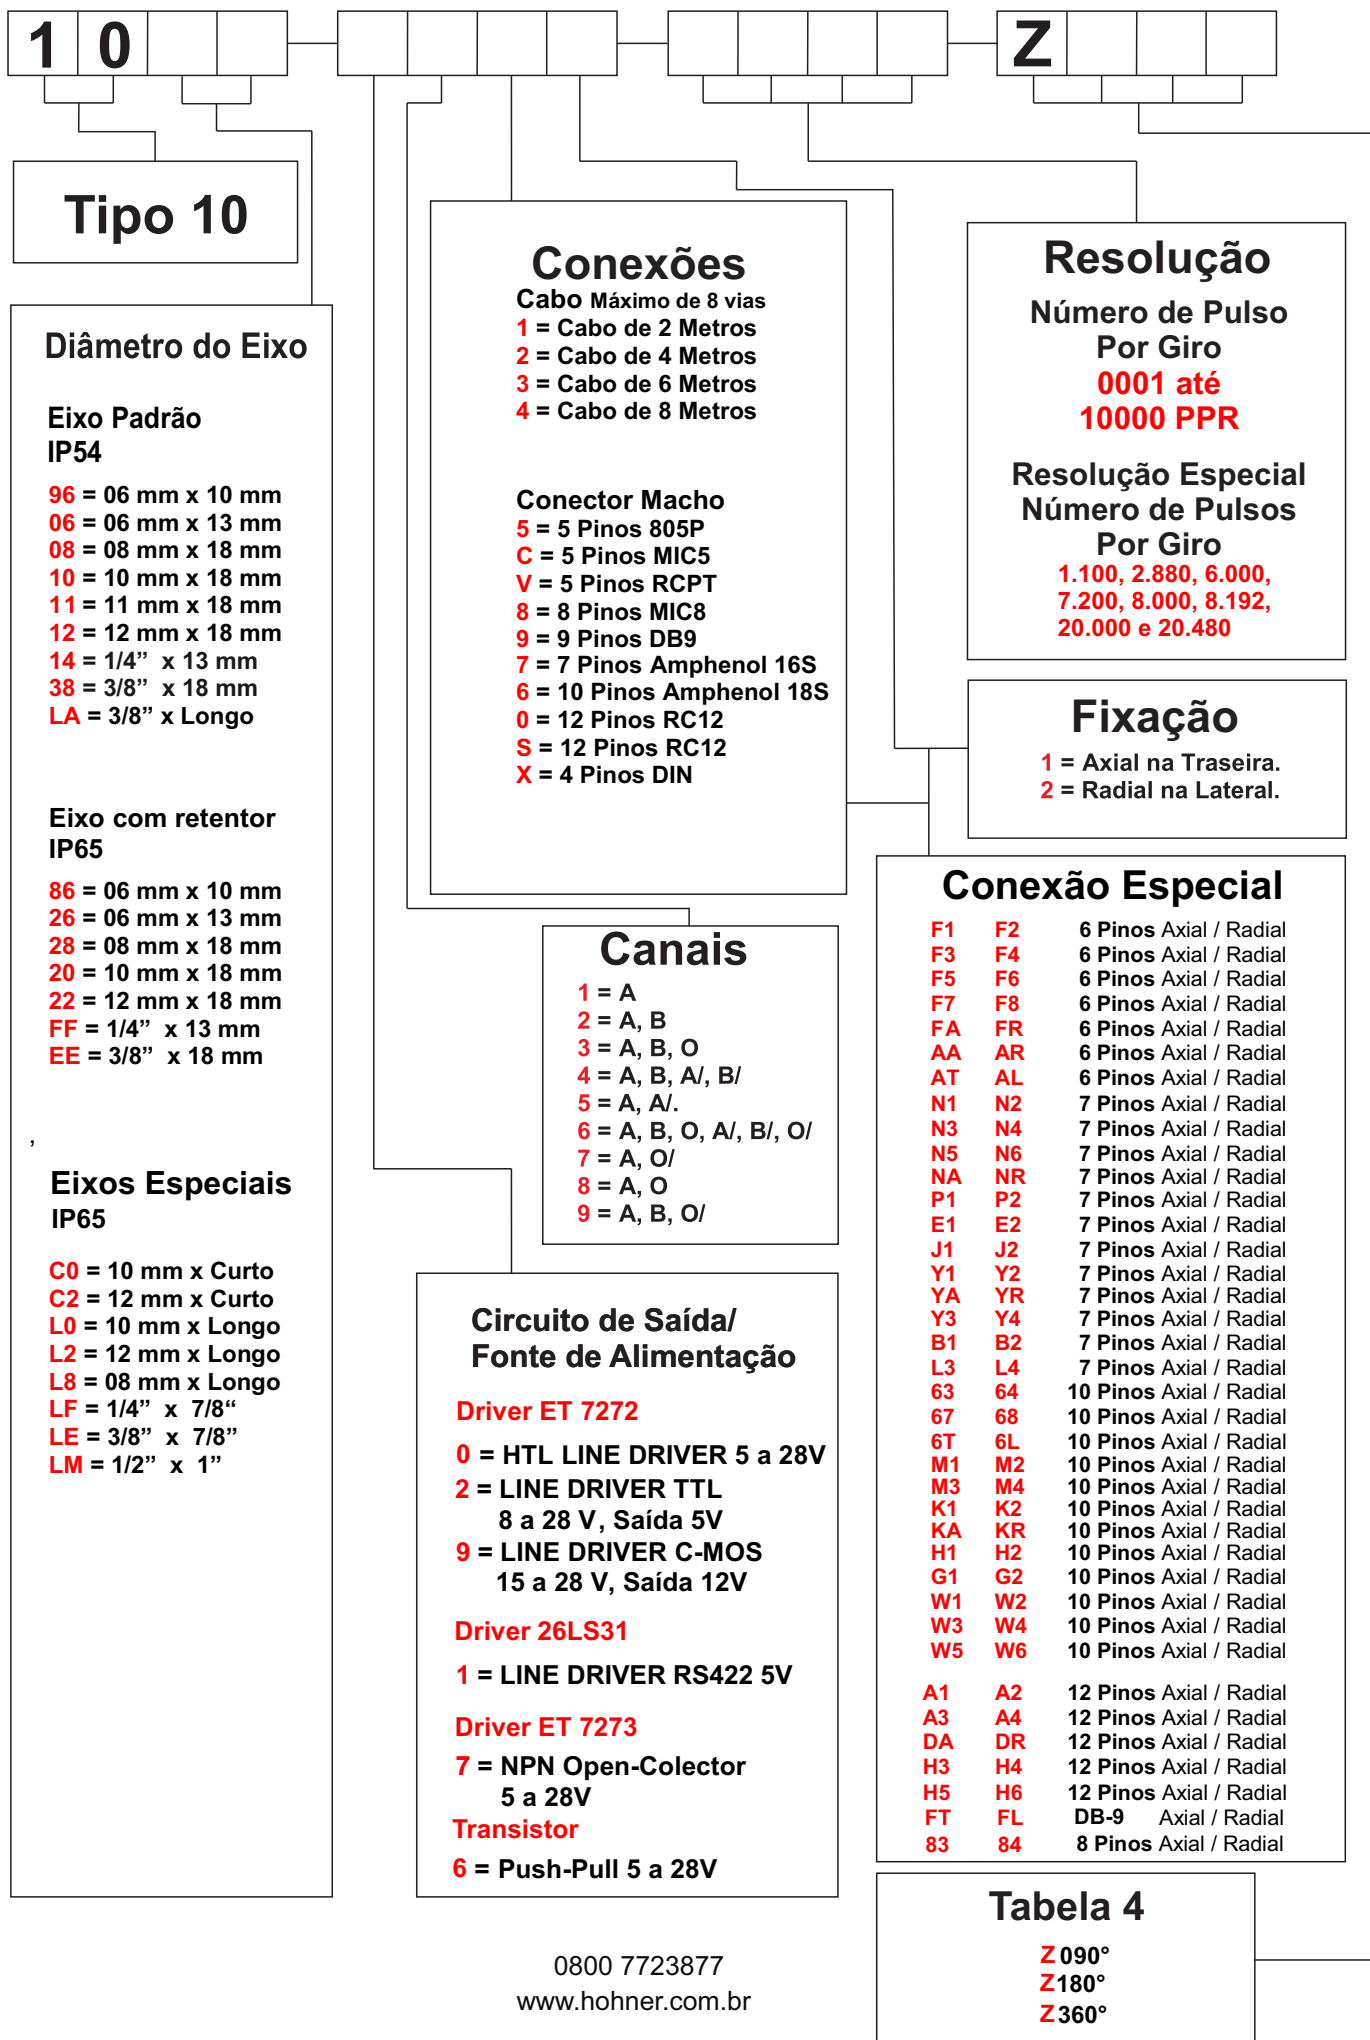 1 0 Z
Tipo 10
Diâmetro do Eixo
Eixo Padrão
IP54
96 = 06 mm x 10 mm
06 = 06 mm x 13 mm
08 = 08 mm x 18 mm
10 = 10 mm x 18 mm
11 = 11 mm x 18 mm
12 = 12 mm x 18 mm
14 = 1/4” x 13 mm
38 = 3/8” x 18 mm
LA = 3/8” x Longo
Eixo com retentor
IP65
86 = 06 mm x 10 mm
26 = 06 mm x 13 mm
28 = 08 mm x 18 mm
20 = 10 mm x 18 mm
22 = 12 mm x 18 mm
FF = 1/4” x 13 mm
EE = 3/8” x 18 mm
,
Eixos Especiais
IP65
C0 = 10 mm x Curto
C2 = 12 mm x Curto
L0 = 10 mm x Longo
L2 = 12 mm x Longo
L8 = 08 mm x Longo
LF = 1/4” x 7/8“
LE = 3/8” x 7/8”
LM = 1/2” x 1”
Conexões
Cabo Máximo de 8 vias
1 = Cabo de 2 Metros
2 = Cabo de 4 Metros
3 = Cabo de 6 Metros
4 = Cabo de 8 Metros
Conector Macho
5 = 5 Pinos 805P
C = 5 Pinos MIC5
V = 5 Pinos RCPT
8 = 8 Pinos MIC8
9 = 9 Pinos DB9
7 = 7 Pinos Amphenol 16S
6 = 10 Pinos Amphenol 18S
0 = 12 Pinos RC12
S = 12 Pinos RC12
X = 4 Pinos DIN
Canais
1 = A
2 = A, B
3 = A, B, O
4 = A, B, A/, B/
5 = A, A/.
6 = A, B, O, A/, B/, O/
7 = A, O/
8 = A, O
9 = A, B, O/
Circuito de Saída/
Fonte de Alimentação
Driver ET 7272
0 = HTL LINE DRIVER 5 a 28V
2 = LINE DRIVER TTL
8 a 28 V, Saída 5V
9 = LINE DRIVER C-MOS
15 a 28 V, Saída 12V
Driver 26LS31
1 = LINE DRIVER RS422 5V
Driver ET 7273
7 = NPN Open-Colector
5 a 28V
Transistor
6 = Push-Pull 5 a 28V
Resolução
Número de Pulso
Por Giro
0001 até
10000 PPR
Resolução Especial
Número de Pulsos
Por Giro
1.100, 2.880, 6.000,
7.200, 8.000, 8.192,
20.000 e 20.480
Fixação
1 = Axial na Traseira.
2 = Radial na Lateral.
Conexão Especial
F1 F2 6 Pinos Axial / Radial
F3 F4 6 Pinos Axial / Radial
F5 F6 6 Pinos Axial / Radial
F7 F8 6 Pinos Axial / Radial
FA FR 6 Pinos Axial / Radial
AA AR 6 Pinos Axial / Radial
AT AL 6 Pinos Axial / Radial
N1 N2 7 Pinos Axial / Radial
N3 N4 7 Pinos Axial / Radial
N5 N6 7 Pinos Axial / Radial
NA NR 7 Pinos Axial / Radial
P1 P2 7 Pinos Axial / Radial
E1 E2 7 Pinos Axial / Radial
J1 J2 7 Pinos Axial / Radial
Y1 Y2 7 Pinos Axial / Radial
YA YR 7 Pinos Axial / Radial
Y3 Y4 7 Pinos Axial / Radial
B1 B2 7 Pinos Axial / Radial
L3 L4 7 Pinos Axial / Radial
63 64 10 Pinos Axial / Radial
67 68 10 Pinos Axial / Radial
6T 6L 10 Pinos Axial / Radial
M1 M2 10 Pinos Axial / Radial
M3 M4 10 Pinos Axial / Radial
K1 K2 10 Pinos Axial / Radial
KA KR 10 Pinos Axial / Radial
H1 H2 10 Pinos Axial / Radial
G1 G2 10 Pinos Axial / Radial
W1 W2 10 Pinos Axial / Radial
W3 W4 10 Pinos Axial / Radial
W5 W6 10 Pinos Axial / Radial
A1 A2 12 Pinos Axial / Radial
A3 A4 12 Pinos Axial / Radial
DA DR 12 Pinos Axial / Radial
H3 H4 12 Pinos Axial / Radial
H5 H6 12 Pinos Axial / Radial
FT FL DB-9 Axial / Radial
83 84 8 Pinos Axial / Radial
Tabela 4
Z 090°
Z 180°
Z 360°
0800 7723877
www.hohner.com.br